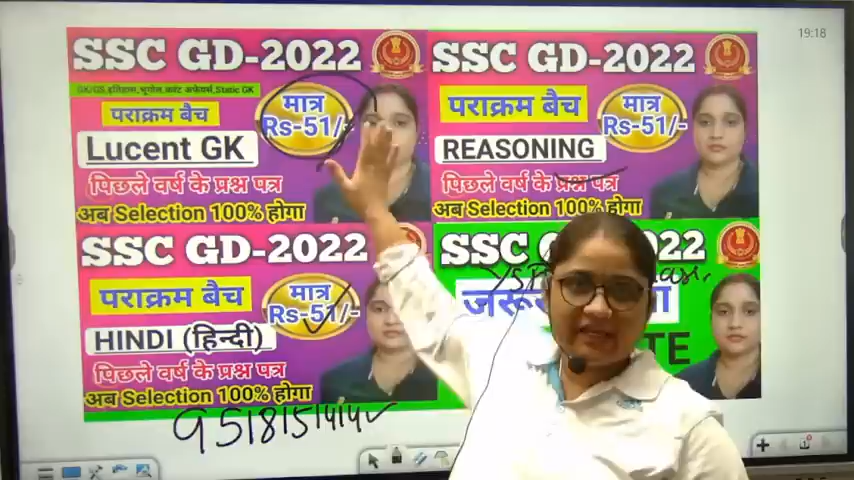 19:18
SSC GD-2022
GK/GS,इतिहास,भूगोल,करंट अफेयर्स,Static GK
पराक्रम बैच
मात्र
Rs-51/-
Lucent GK
पिछले वर्ष के प्रश्न पत्र
अब Selection 100% होगा
SSC GD-2022
पराक्रम बैच
मात्र
Rs-51/-
REASONING
पिछले वर्ष के प्रश्न पत्र
अब Selection 100% होगा
SSC GD-2022
पराक्रम बैच
मात्र
Rs-51/-
HINDI (हिन्दी)
पिछले वर्ष के प्रश्न पत्र
अब Selection 100% होगा
9518151414
SSC
022